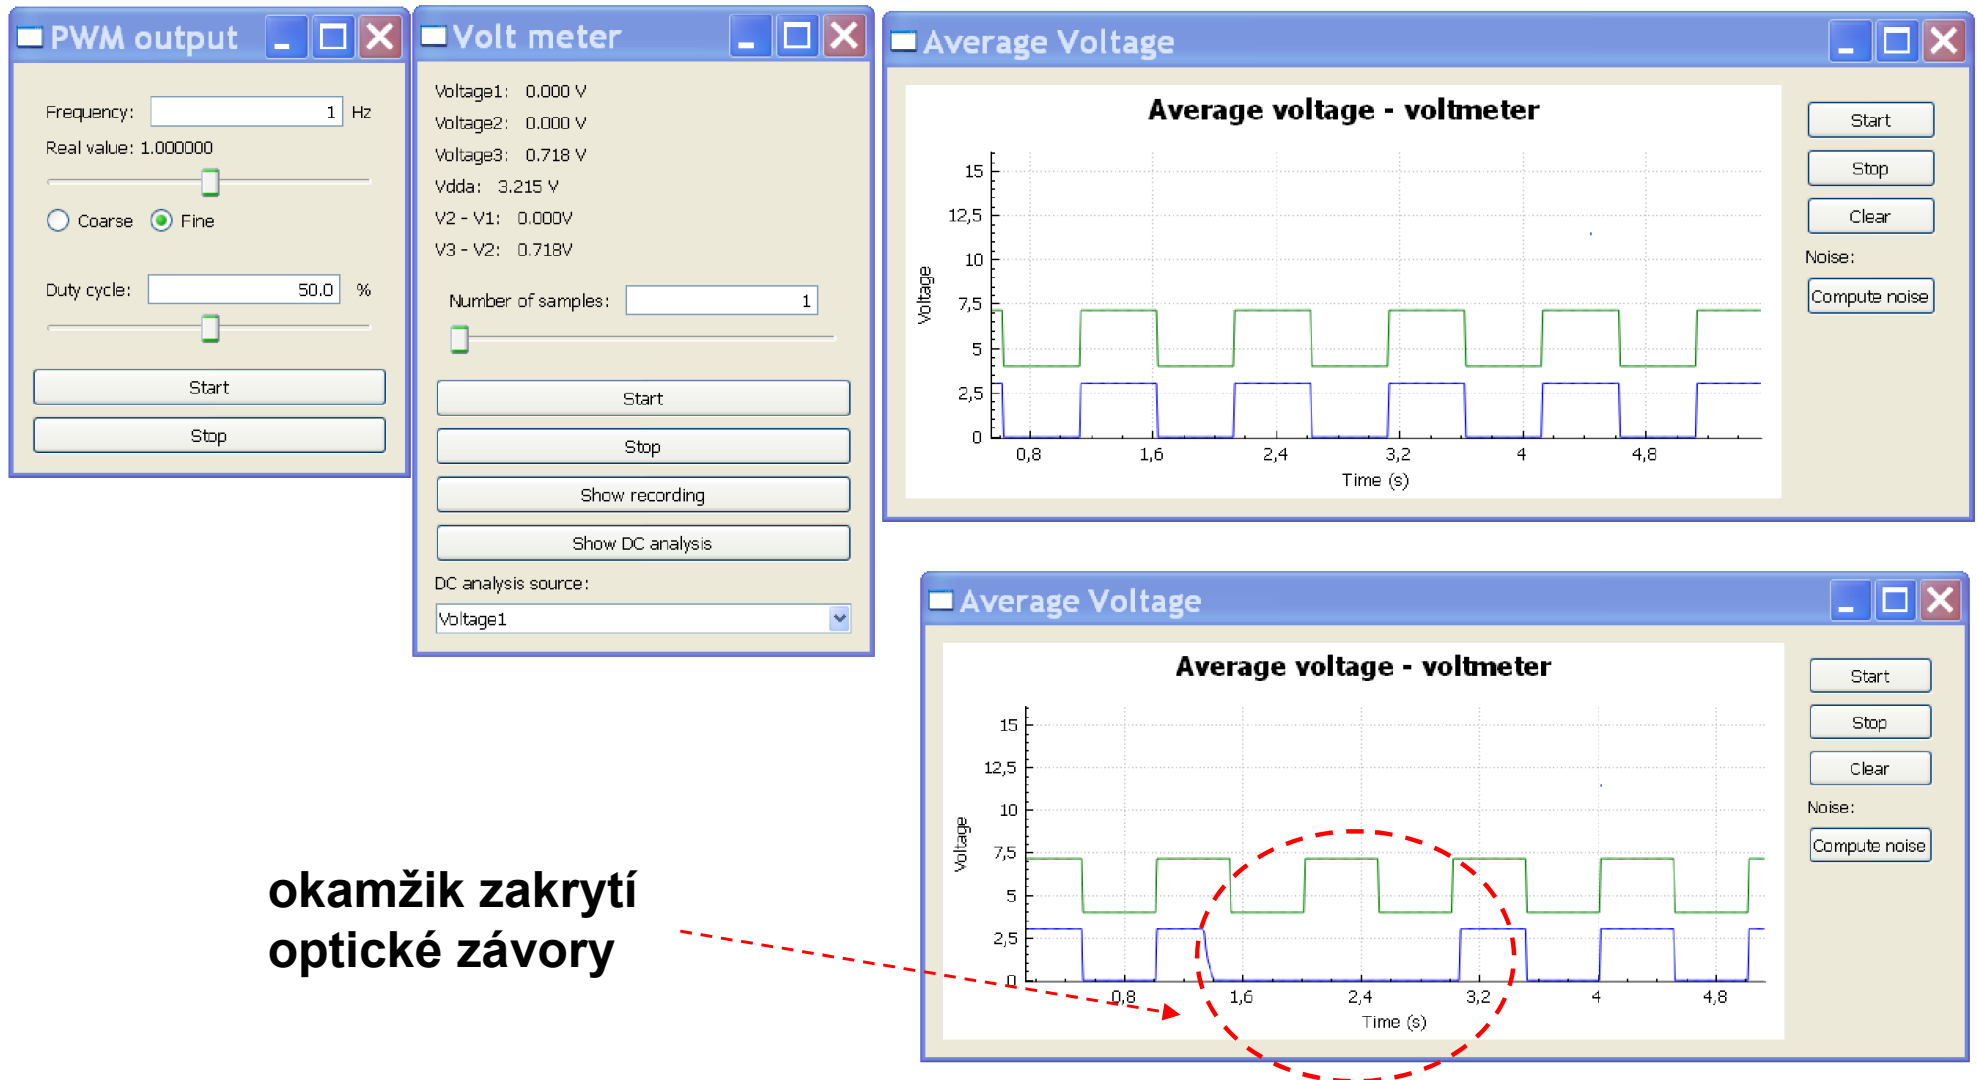 PWM output
Frequency: 1 Hz
Real value: 1.000000
Coarse Fine
Duty cycle: 50.0 %
Start
Stop
Volt meter
Voltage1: 0.000 V
Voltage2: 0.000 V
Voltage3: 0.718 V
Vdda: 3.215 V
V2 - V1: 0.000V
V3 - V2: 0.718V
Number of samples: 1
Start
Stop
Show recording
Show DC analysis
DC analysis source:
Voltage1
Average Voltage
Average voltage - voltmeter
15
12,5
10
7,5
5
2,5
0
Voltage
0,8 1,6 2,4 3,2 4 4,8
Time (s)
Start
Stop
Clear
Noise:
Compute noise
Average Voltage
Average voltage - voltmeter
15
12,5
10
7,5
5
2,5
0
Voltage
0,8 1,6 2,4 3,2 4 4,8
Time (s)
Start
Stop
Clear
Noise:
Compute noise
okamžik zakrytí
optické závory